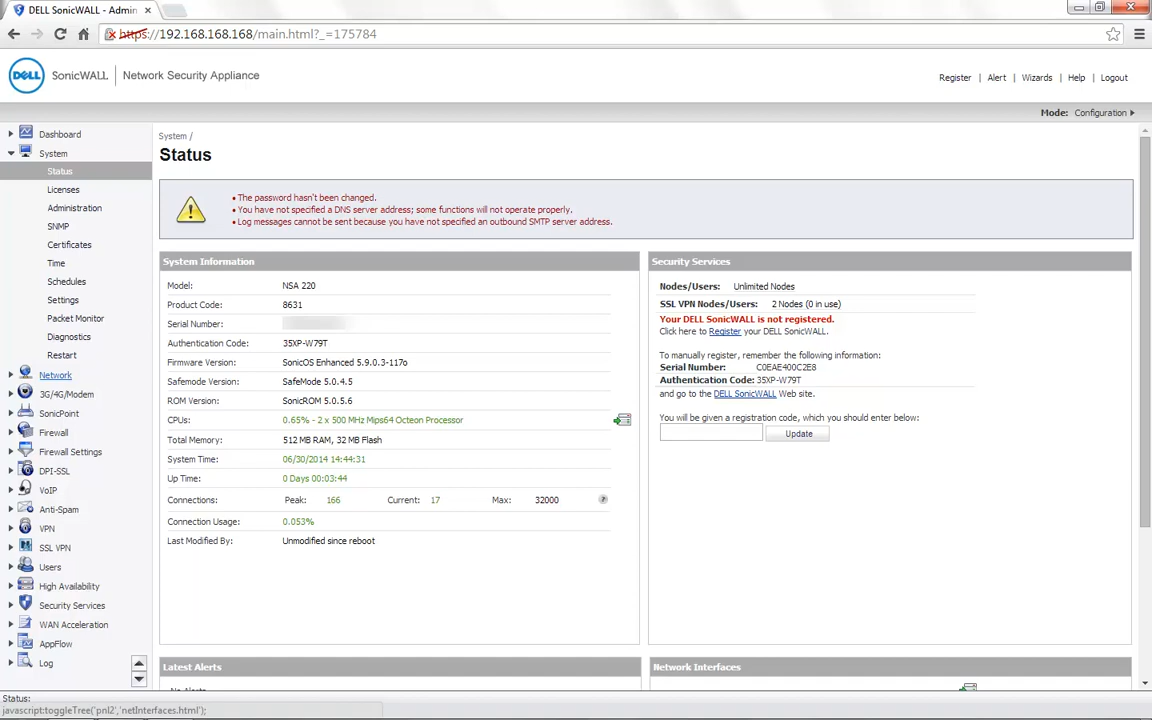 DELL SonicWALL - Admin
https://192.168.168.168/main.html?_=175784
DELL SonicWALL Network Security Appliance
Register | Alert | Wizards | Help | Logout
Mode: Configuration
Dashboard
System
Status
Licenses
Administration
SNMP
Certificates
Time
Schedules
Settings
Packet Monitor
Diagnostics
Restart
Network
3G/4G/Modem
SonicPoint
Firewall
Firewall Settings
DPI-SSL
VoIP
Anti-Spam
VPN
SSL VPN
Users
High Availability
Security Services
WAN Acceleration
AppFlow
Log
System /
Status
The password hasn't been changed.
You have not specified a DNS server address; some functions will not operate properly.
Log messages cannot be sent because you have not specified an outbound SMTP server address.
System Information
Model: NSA 220
Product Code: 8631
Serial Number:
Authentication Code: 35XP-W79T
Firmware Version: SonicOS Enhanced 5.9.0.3-117o
Safemode Version: SafeMode 5.0.4.5
ROM Version: SonicROM 5.0.5.6
CPUs: 0.65% - 2 x 500 MHz Mips64 Octeon Processor
Total Memory: 512 MB RAM, 32 MB Flash
System Time: 06/30/2014 14:44:31
Up Time: 0 Days 00:03:44
Connections: Peak: 166 Current: 17 Max: 32000 ?
Connection Usage: 0.053%
Last Modified By: Unmodified since reboot
Security Services
Nodes/Users: Unlimited Nodes
SSL VPN Nodes/Users: 2 Nodes (0 in use)
Your DELL SonicWALL is not registered.
Click here to Register your DELL SonicWALL.
To manually register, remember the following information:
Serial Number: C0EAE400C2E8
Authentication Code: 35XP-W79T
and go to the DELL SonicWALL Web site.
You will be given a registration code, which you should enter below:
Update
Latest Alerts
Network Interfaces
Status:
javascript:toggleTree('pnl2','netInterfaces.html');